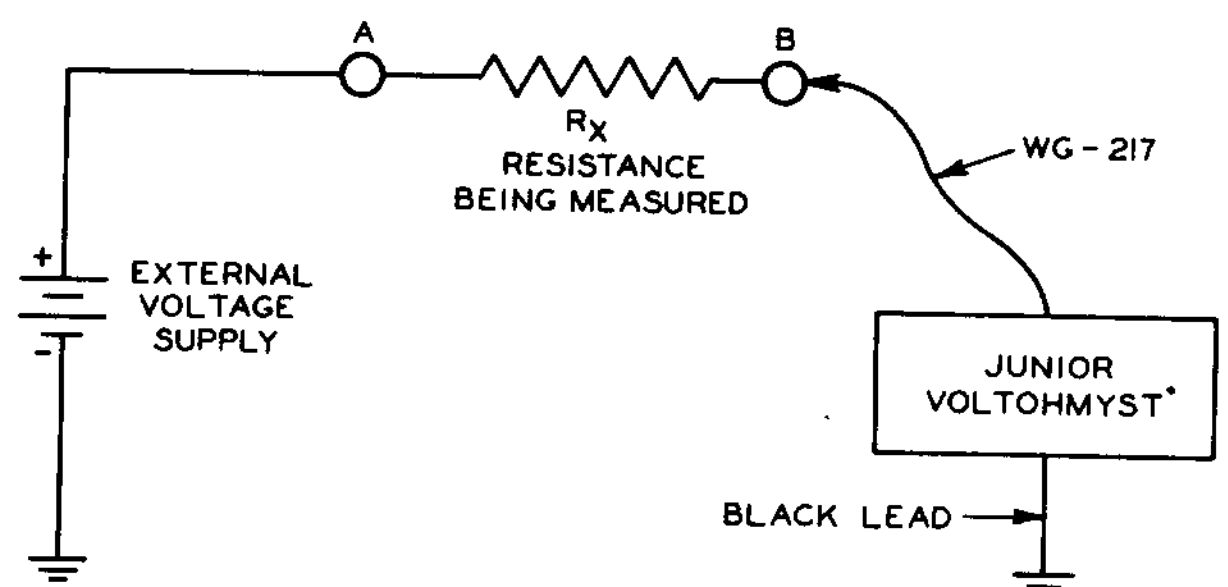 A
B
RX
RESISTANCE
BEING MEASURED
WG-217
+
EXTERNAL
VOLTAGE
SUPPLY
-
JUNIOR
VOLTOHMYST*
BLACK LEAD